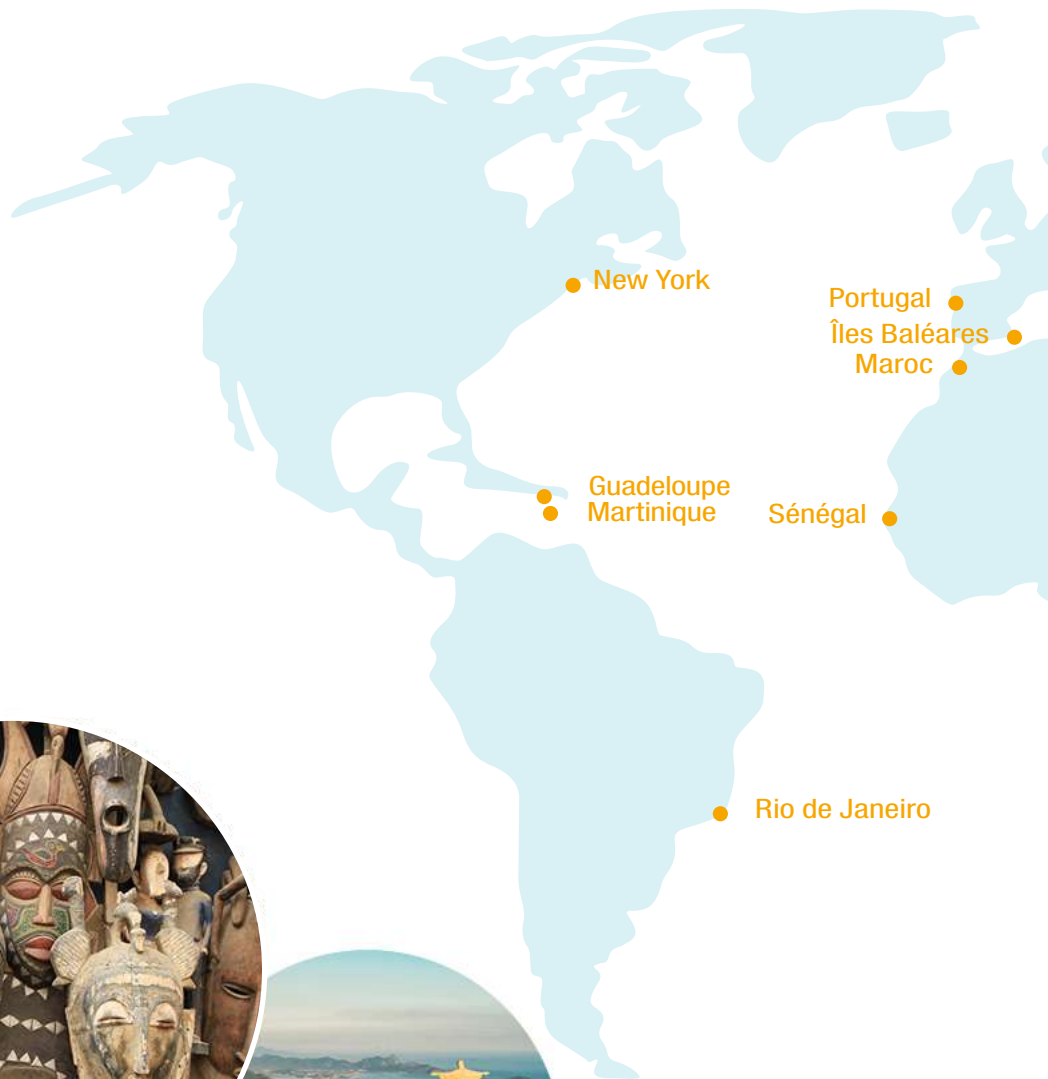 New York
Portugal
Îles Baléares
Maroc
Guadeloupe
Martinique
Sénégal
Rio de Janeiro